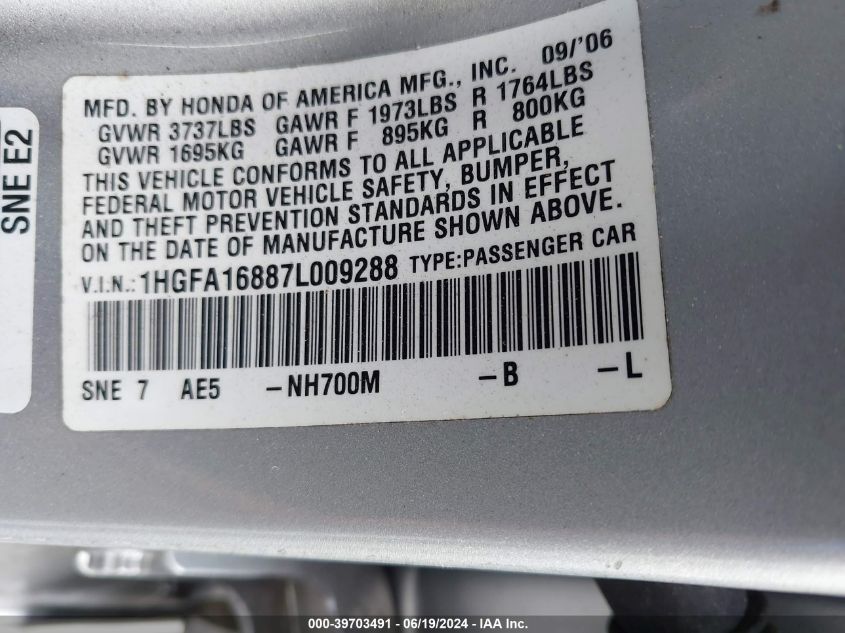 SNE E2
MFD. BY HONDA OF AMERICA MFG., INC. 09/'06
GVWR 3737LBS GAWR F 1973LBS R 1764LBS
GVWR 1695KG GAWR F 895KG R 800KG
THIS VEHICLE CONFORMS TO ALL APPLICABLE
FEDERAL MOTOR VEHICLE SAFETY, BUMPER,
AND THEFT PREVENTION STANDARDS IN EFFECT
ON THE DATE OF MANUFACTURE SHOWN ABOVE.
V.I.N.: 1HGFA16887L009288 TYPE:PASSENGER CAR
SNE 7 AE5 -NH700M -B -L
000-39703491 - 06/19/2024 - IAA Inc.